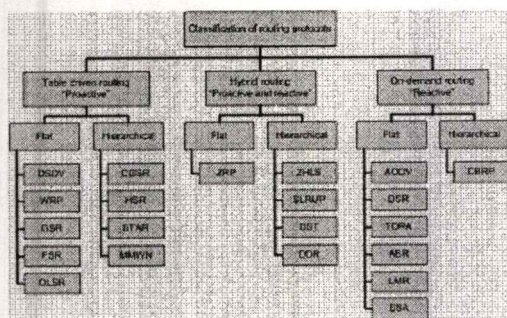 Classification of routing protocols
Table driven routing
"Proactive"
Hybrid routing
"Proactive and reactive"
On-demand routing
"Reactive"
Flat
Hierarchical
Flat
Hierarchical
Flat
Hierarchical
DSDV
WRP
GSR
FSR
OLSR
CGSR
HSR
STAR
MMWN
ZRP
ZHLS
SLRUP
DST
DDR
AODV
DSR
TORA
ABR
LMR
SSA
CBRP